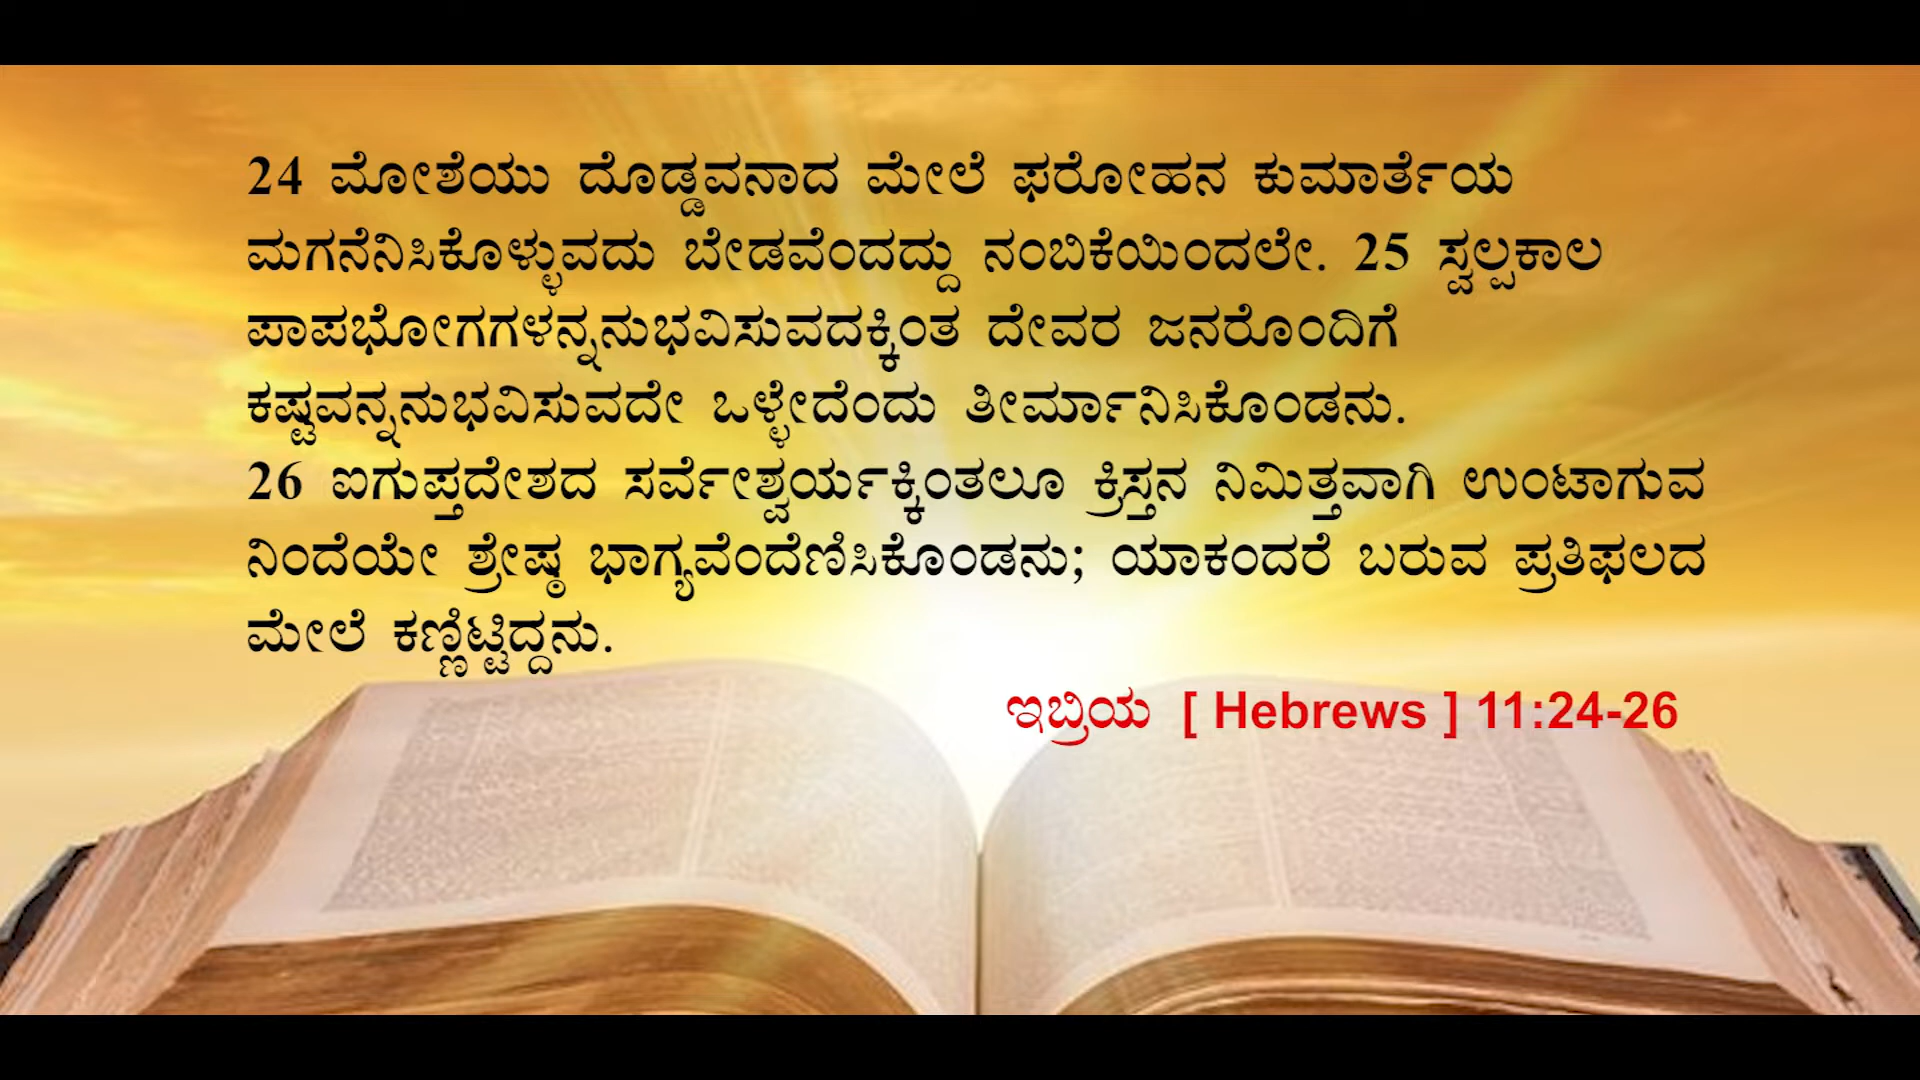 24 ಮೋಶೆಯು ದೊಡ್ಡವನಾದ ಮೇಲೆ ಫರೋಹನ ಕುಮಾರ್ತೆಯ
ಮಗನೆನಿಸಿಕೊಳ್ಳುವದು ಬೇಡವೆಂದದ್ದು ನಂಬಿಕೆಯಿಂದಲೇ. 25 ಸ್ವಲ್ಪಕಾಲ
ಪಾಪಭೋಗಗಳನ್ನನುಭವಿಸುವದಕ್ಕಿಂತ ದೇವರ ಜನರೊಂದಿಗೆ
ಕಷ್ಟವನ್ನನುಭವಿಸುವದೇ ಒಳ್ಳೇದೆಂದು ತೀರ್ಮಾನಿಸಿಕೊಂಡನು.
26 ಐಗುಪ್ತದೇಶದ ಸರ್ವೇಶ್ವರ್ಯಕ್ಕಿಂತಲೂ ಕ್ರಿಸ್ತನ ನಿಮಿತ್ತವಾಗಿ ಉಂಟಾಗುವ
ನಿಂದೆಯೇ ಶ್ರೇಷ್ಠ ಭಾಗ್ಯವೆಂದೆಣಿಸಿಕೊಂಡನು; ಯಾಕಂದರೆ ಬರುವ ಪ್ರತಿಫಲದ
ಮೇಲೆ ಕಣ್ಣಿಟ್ಟಿದ್ದನು.
ಇಬ್ರಿಯ [ Hebrews ] 11:24-26